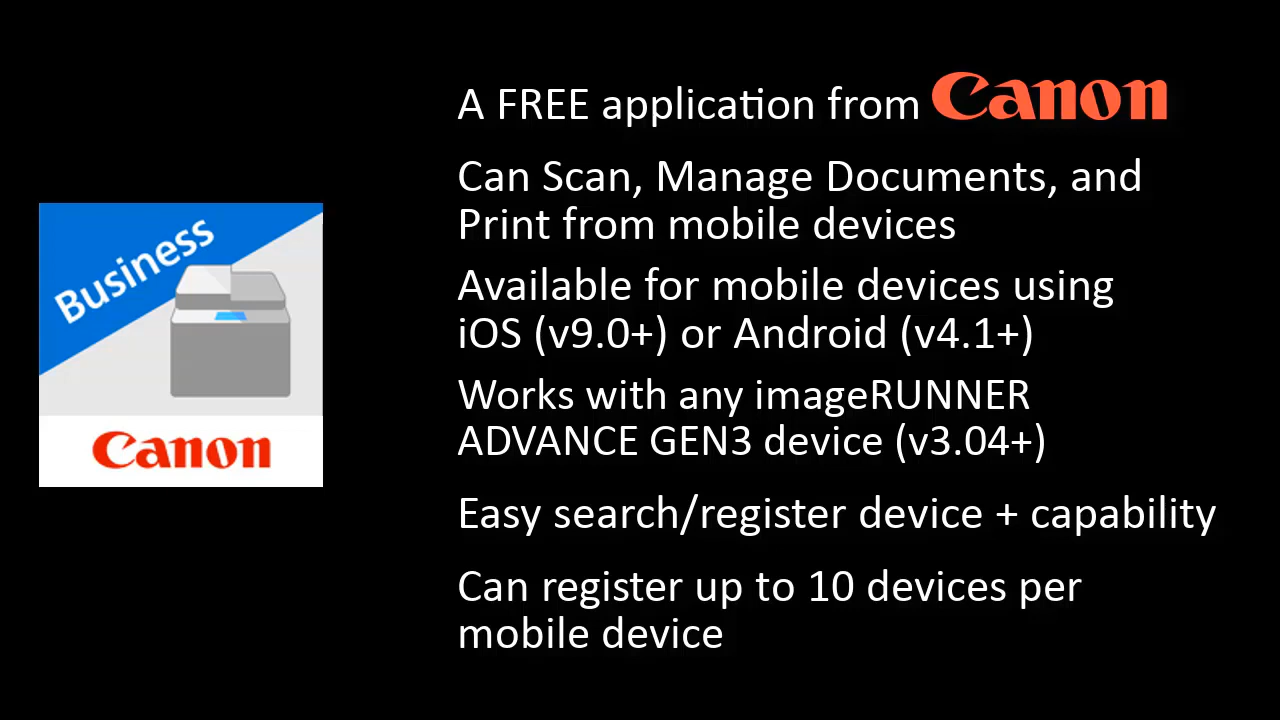 Business
Canon
A FREE application from Canon
Can Scan, Manage Documents, and
Print from mobile devices
Available for mobile devices using
iOS (v9.0+) or Android (v4.1+)
Works with any imageRUNNER
ADVANCE GEN3 device (v3.04+)
Easy search/register device + capability
Can register up to 10 devices per
mobile device